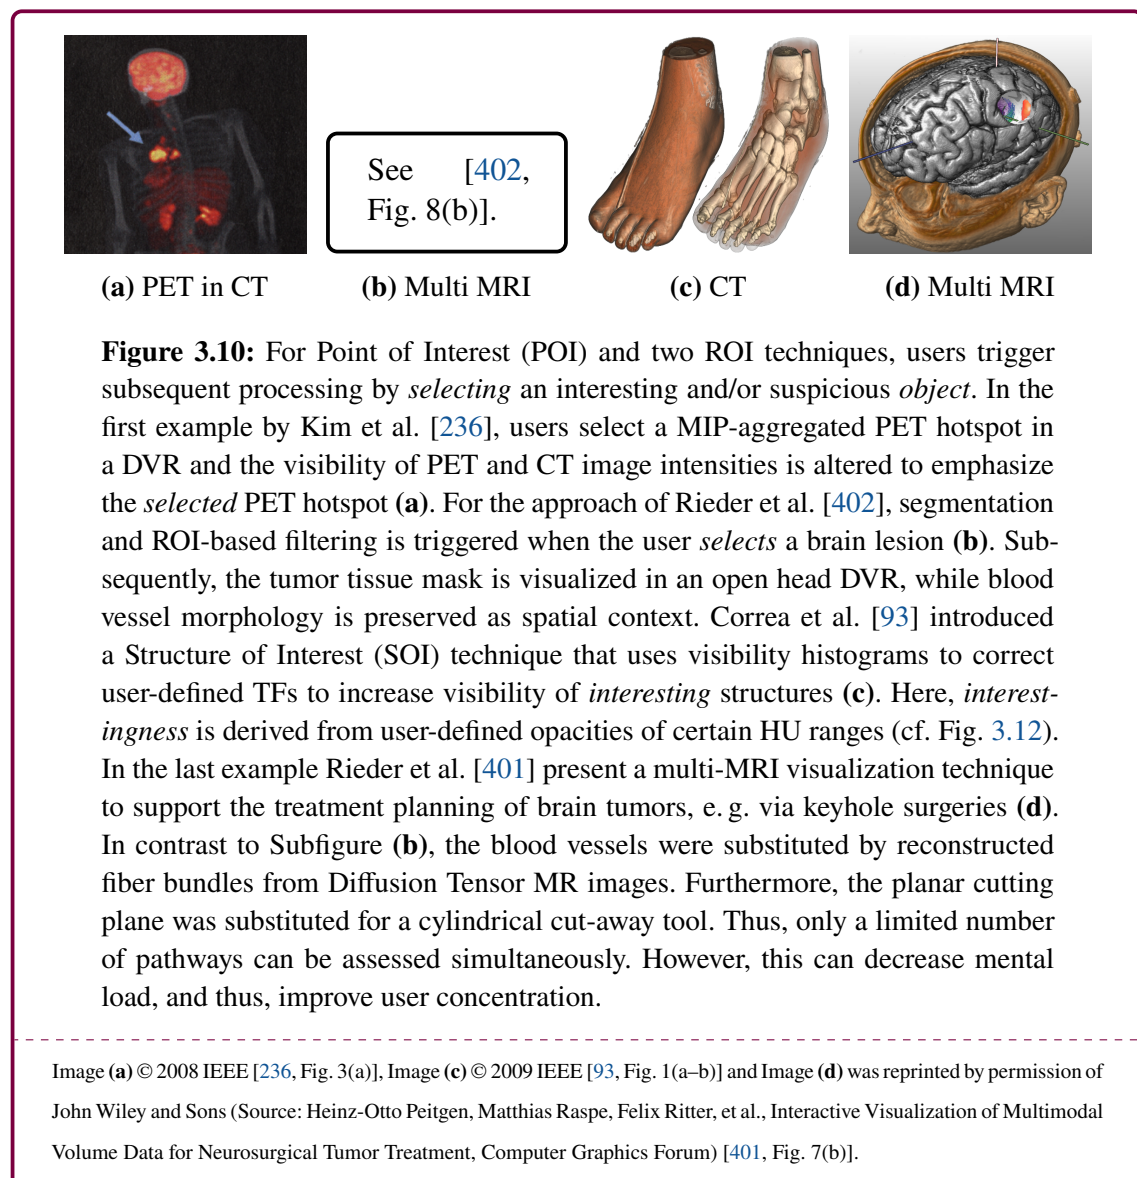 See [402,
Fig. 8(b)].
(a) PET in CT
(b) Multi MRI
(c) CT
(d) Multi MRI
Figure 3.10: For Point of Interest (POI) and two ROI techniques, users trigger
subsequent processing by selecting an interesting and/or suspicious object. In the
first example by Kim et al. [236], users select a MIP-aggregated PET hotspot in
a DVR and the visibility of PET and CT image intensities is altered to emphasize
the selected PET hotspot (a). For the approach of Rieder et al. [402], segmentation
and ROI-based filtering is triggered when the user selects a brain lesion (b). Sub-
sequently, the tumor tissue mask is visualized in an open head DVR, while blood
vessel morphology is preserved as spatial context. Correa et al. [93] introduced
a Structure of Interest (SOI) technique that uses visibility histograms to correct
user-defined TFs to increase visibility of interesting structures (c). Here, interest-
ingness is derived from user-defined opacities of certain HU ranges (cf. Fig. 3.12).
In the last example Rieder et al. [401] present a multi-MRI visualization technique
to support the treatment planning of brain tumors, e. g. via keyhole surgeries (d).
In contrast to Subfigure (b), the blood vessels were substituted by reconstructed
fiber bundles from Diffusion Tensor MR images. Furthermore, the planar cutting
plane was substituted for a cylindrical cut-away tool. Thus, only a limited number
of pathways can be assessed simultaneously. However, this can decrease mental
load, and thus, improve user concentration.
Image (a) © 2008 IEEE [236, Fig. 3(a)], Image (c) © 2009 IEEE [93, Fig. 1(a–b)] and Image (d) was reprinted by permission of
John Wiley and Sons (Source: Heinz-Otto Peitgen, Matthias Raspe, Felix Ritter, et al., Interactive Visualization of Multimodal
Volume Data for Neurosurgical Tumor Treatment, Computer Graphics Forum) [401, Fig. 7(b)].